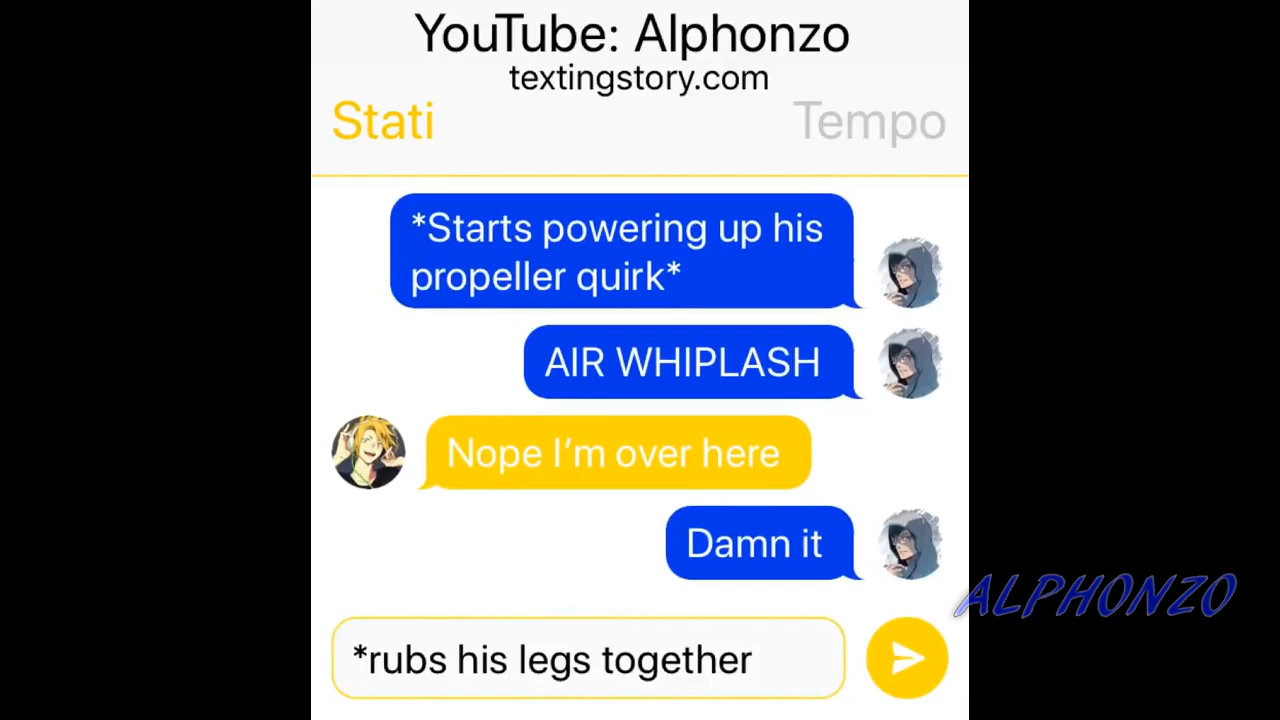 YouTube: Alphonzo
textingstory.com
Stati
Tempo
*Starts powering up his
propeller quirk*
AIR WHIPLASH
Nope I’m over here
Damn it
ALPHONZO
*rubs his legs together